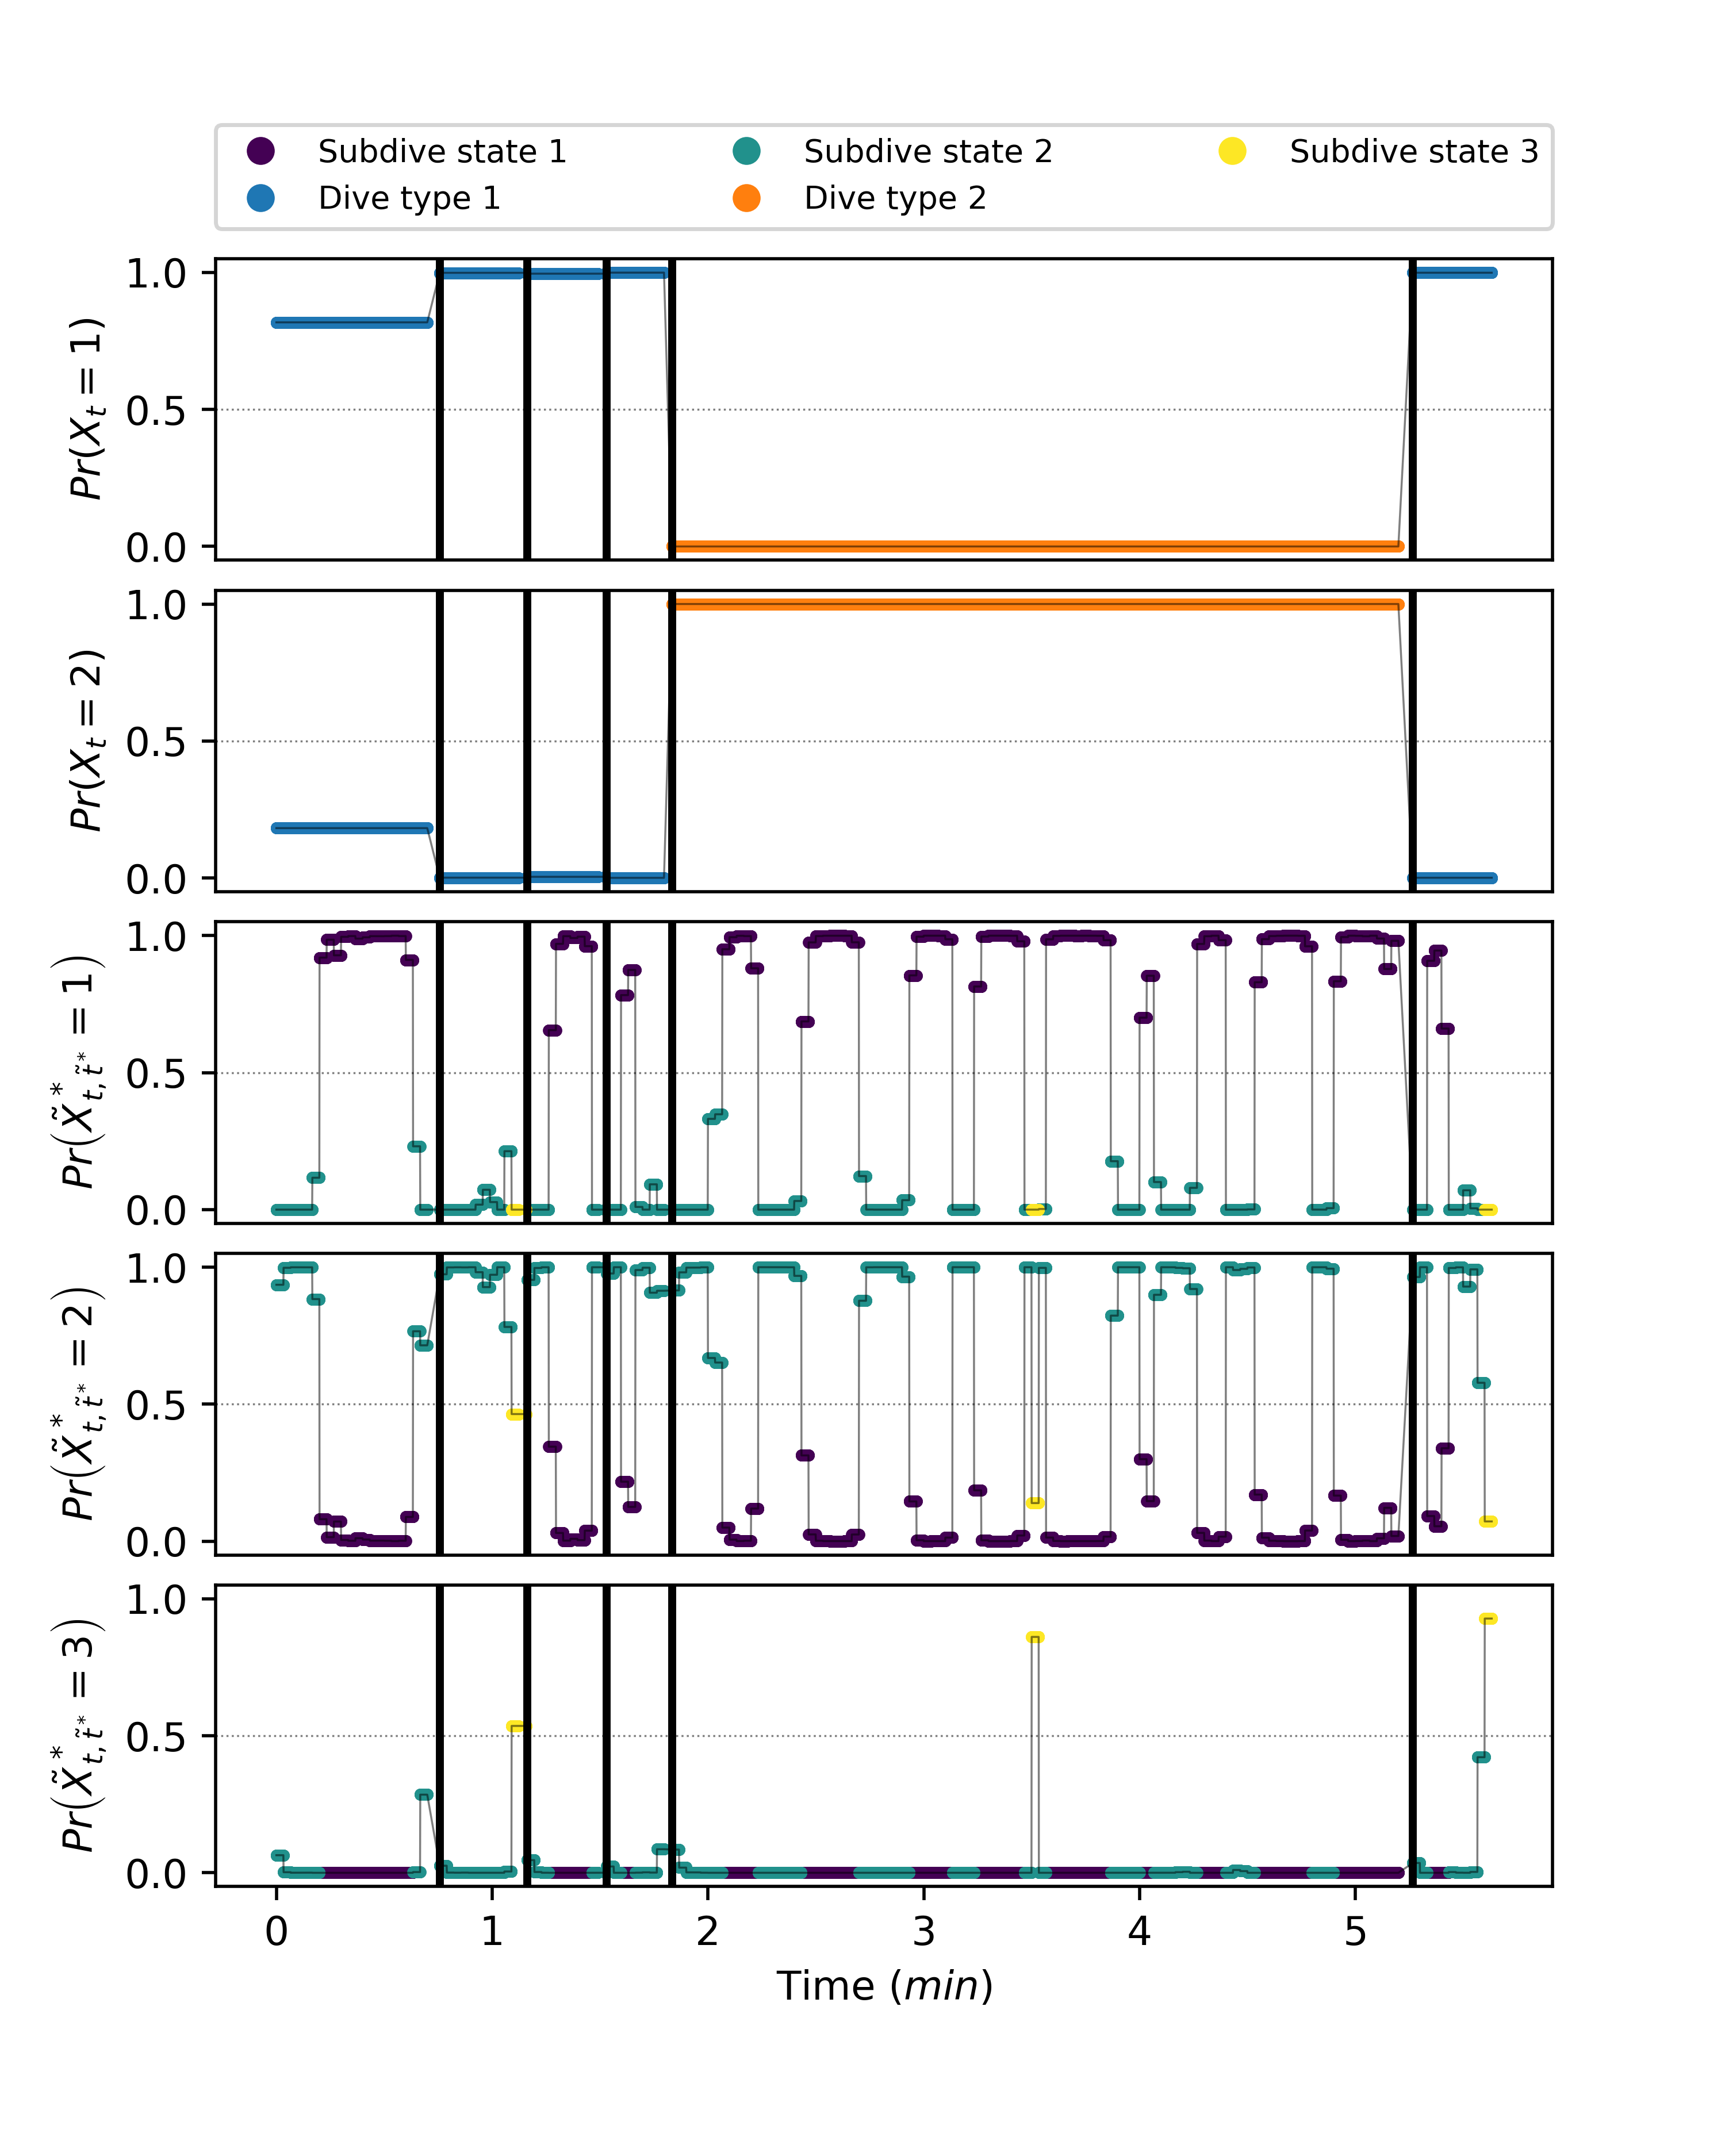 Subdive state 1 Subdive state 2 Subdive state 3
Dive type 1 Dive type 2
1.0
0.5
0.0
Pr(X_t = 1)
1.0
0.5
0.0
Pr(X_t = 2)
1.0
0.5
0.0
Pr(X̃*_{t, t̃*} = 1)
1.0
0.5
0.0
Pr(X̃*_{t, t̃*} = 2)
1.0
0.5
0.0
Pr(X̃*_{t, t̃*} = 3)
0 1 2 3 4 5
Time (min)